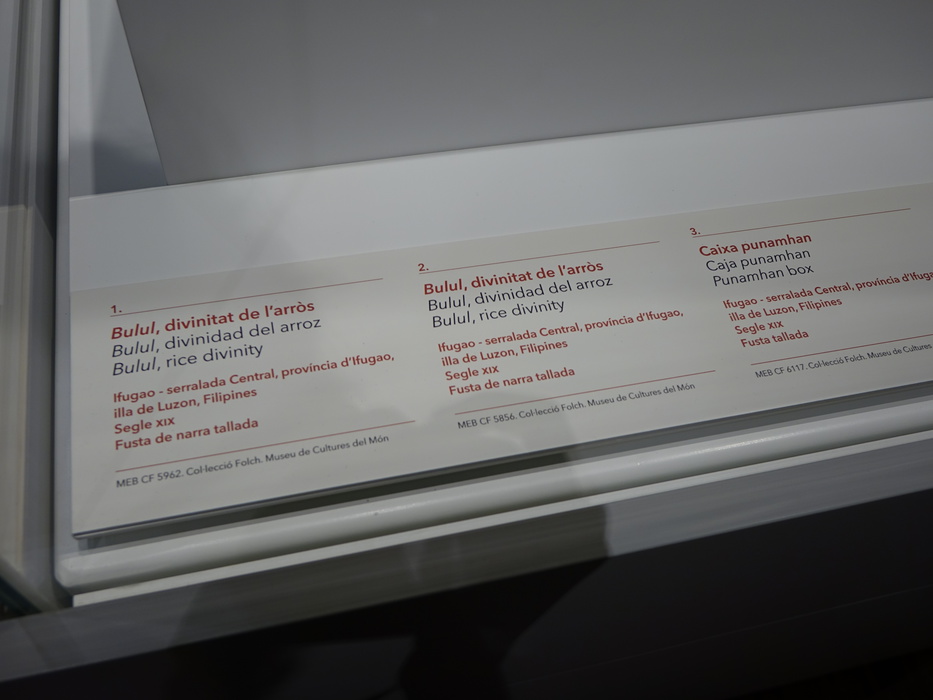 1.
Bulul, divinitat de l'arròs
Bulul, divinidad del arroz
Bulul, rice divinity
Ifugao - serralada Central, província d'Ifugao,
illa de Luzon, Filipines
Segle XIX
Fusta de narra tallada
MEB CF 5962. Col·lecció Folch. Museu de Cultures del Món
2.
Bulul, divinitat de l'arròs
Bulul, divinidad del arroz
Bulul, rice divinity
Ifugao - serralada Central, província d'Ifugao,
illa de Luzon, Filipines
Segle XIX
Fusta de narra tallada
MEB CF 5856. Col·lecció Folch. Museu de Cultures del Món
3.
Caixa punamhan
Caja punamhan
Punamhan box
Ifugao - serralada Central, província d'Ifuga
illa de Luzon, Filipines
Segle XIX
Fusta tallada
MEB CF 6117. Col·lecció Folch. Museu de Cultures